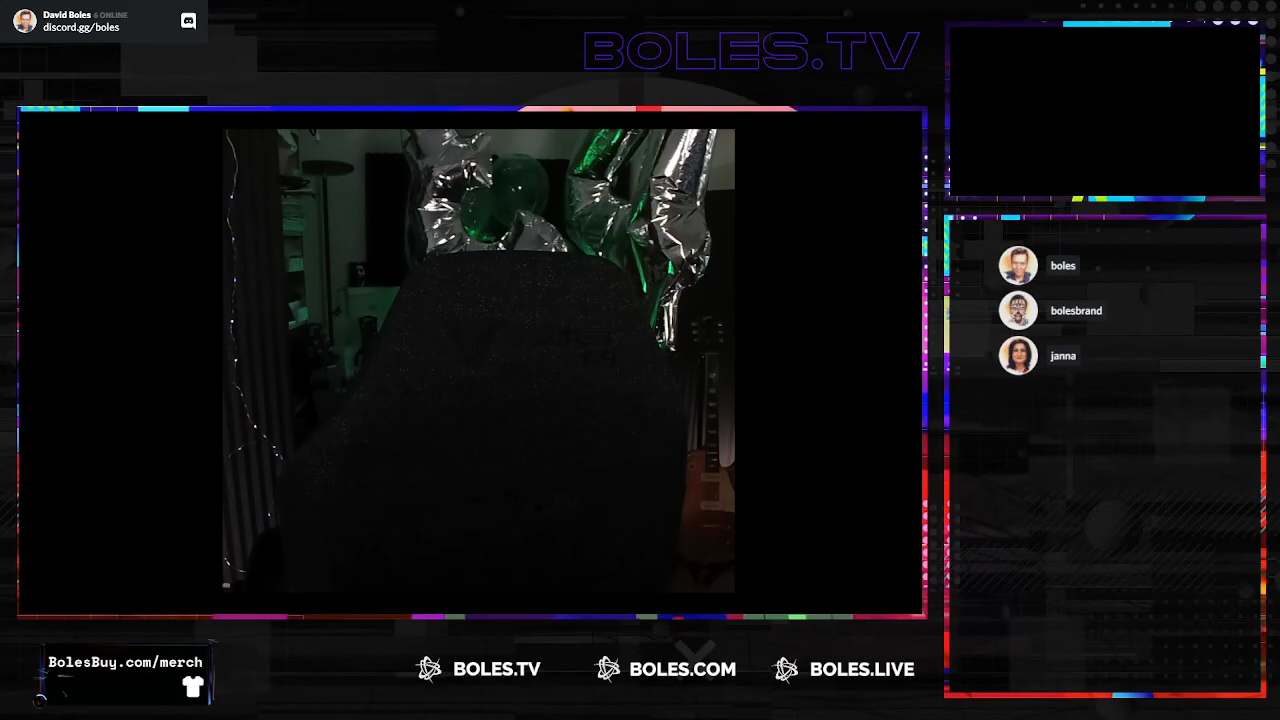 David Boles 6 ONLINE
discord.gg/boles
BOLES.TV
boles
bolesbrand
janna
BolesBuy.com/merch
BOLES.TV
BOLES.COM
BOLES.LIVE